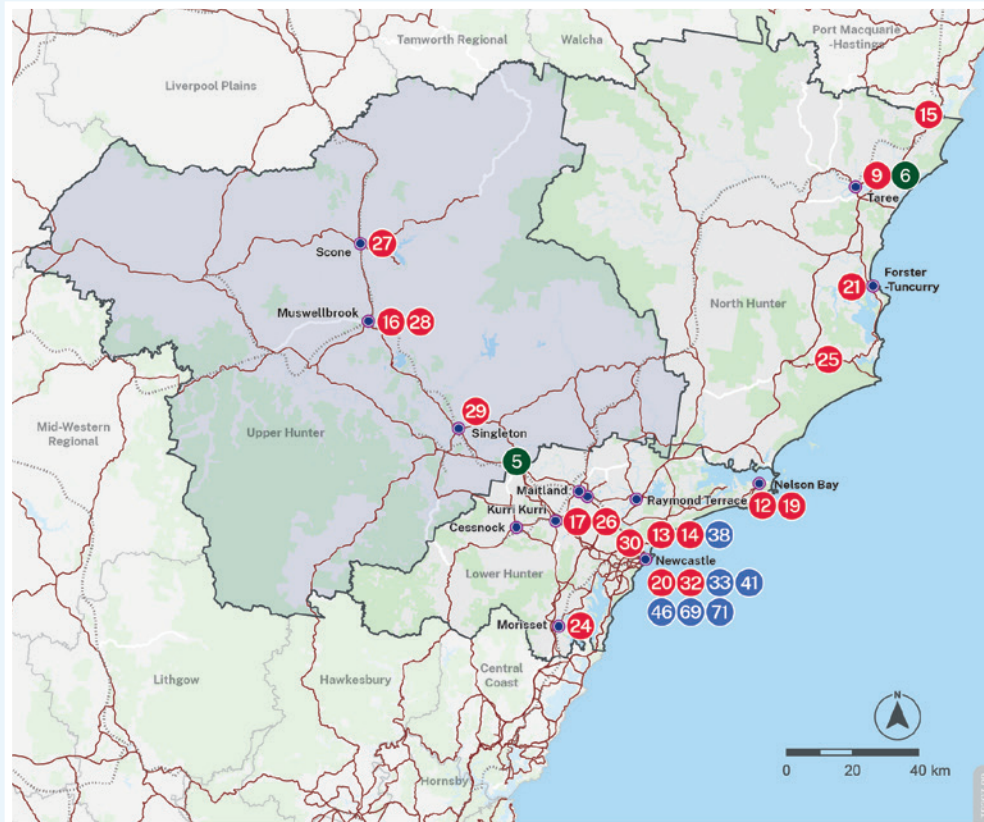 Port Macquarie
-Hastings
Tamworth Regional
Walcha
Liverpool Plains
15
9
6
Taree
Scone
27
Forster
-Tuncurry
21
North Hunter
Muswellbrook
16
28
25
29
Singleton
Mid-Western
Regional
Upper Hunter
5
Maitland
Nelson Bay
Raymond Terrace
12
19
Kurri Kurri
17
26
Cessnock
30
13
14
38
Newcastle
Lower Hunter
20
32
33
41
46
69
71
Morisset
24
Central
Coast
Lithgow
Hawkesbury
N
Hornsby
0
20
40 km